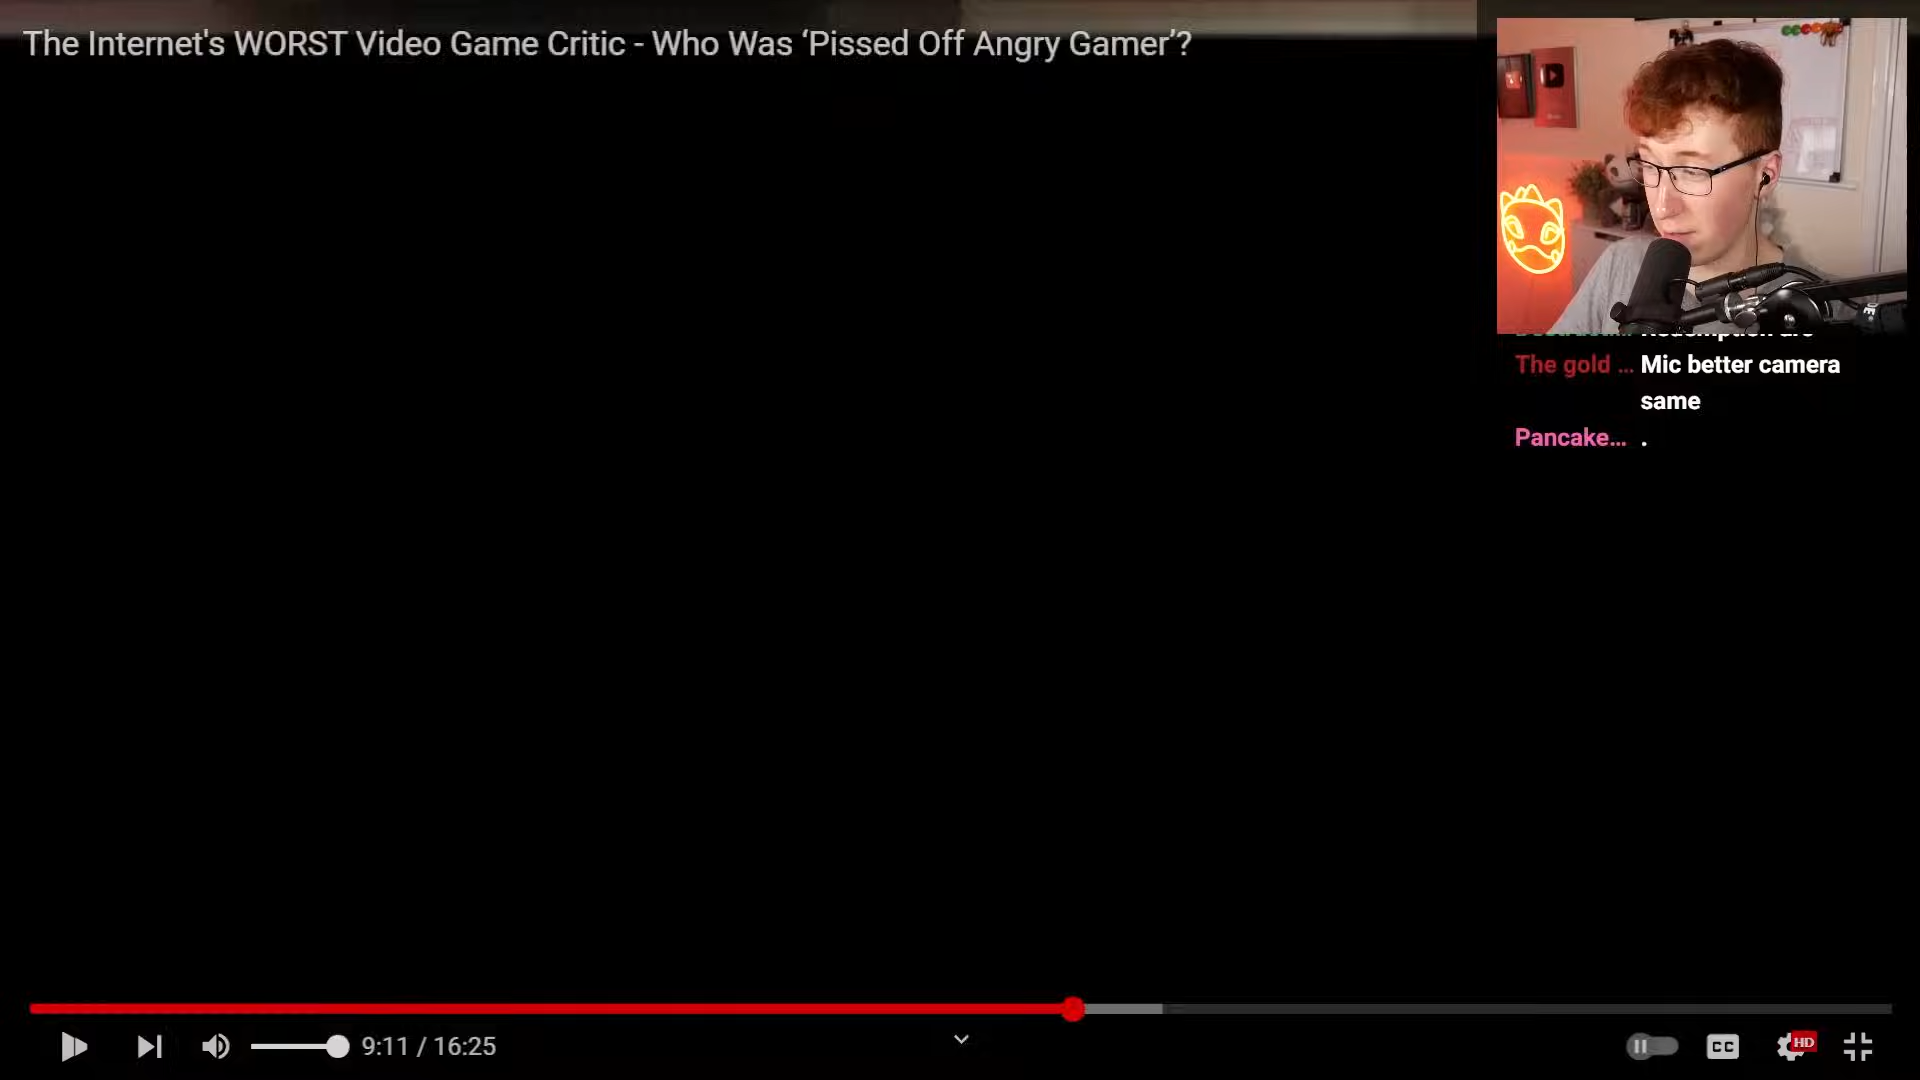 The Internet's WORST Video Game Critic - Who Was ‘Pissed Off Angry Gamer’?
The gold ... Mic better camera
same
Pancake... .
9:11 / 16:25
CC
HD